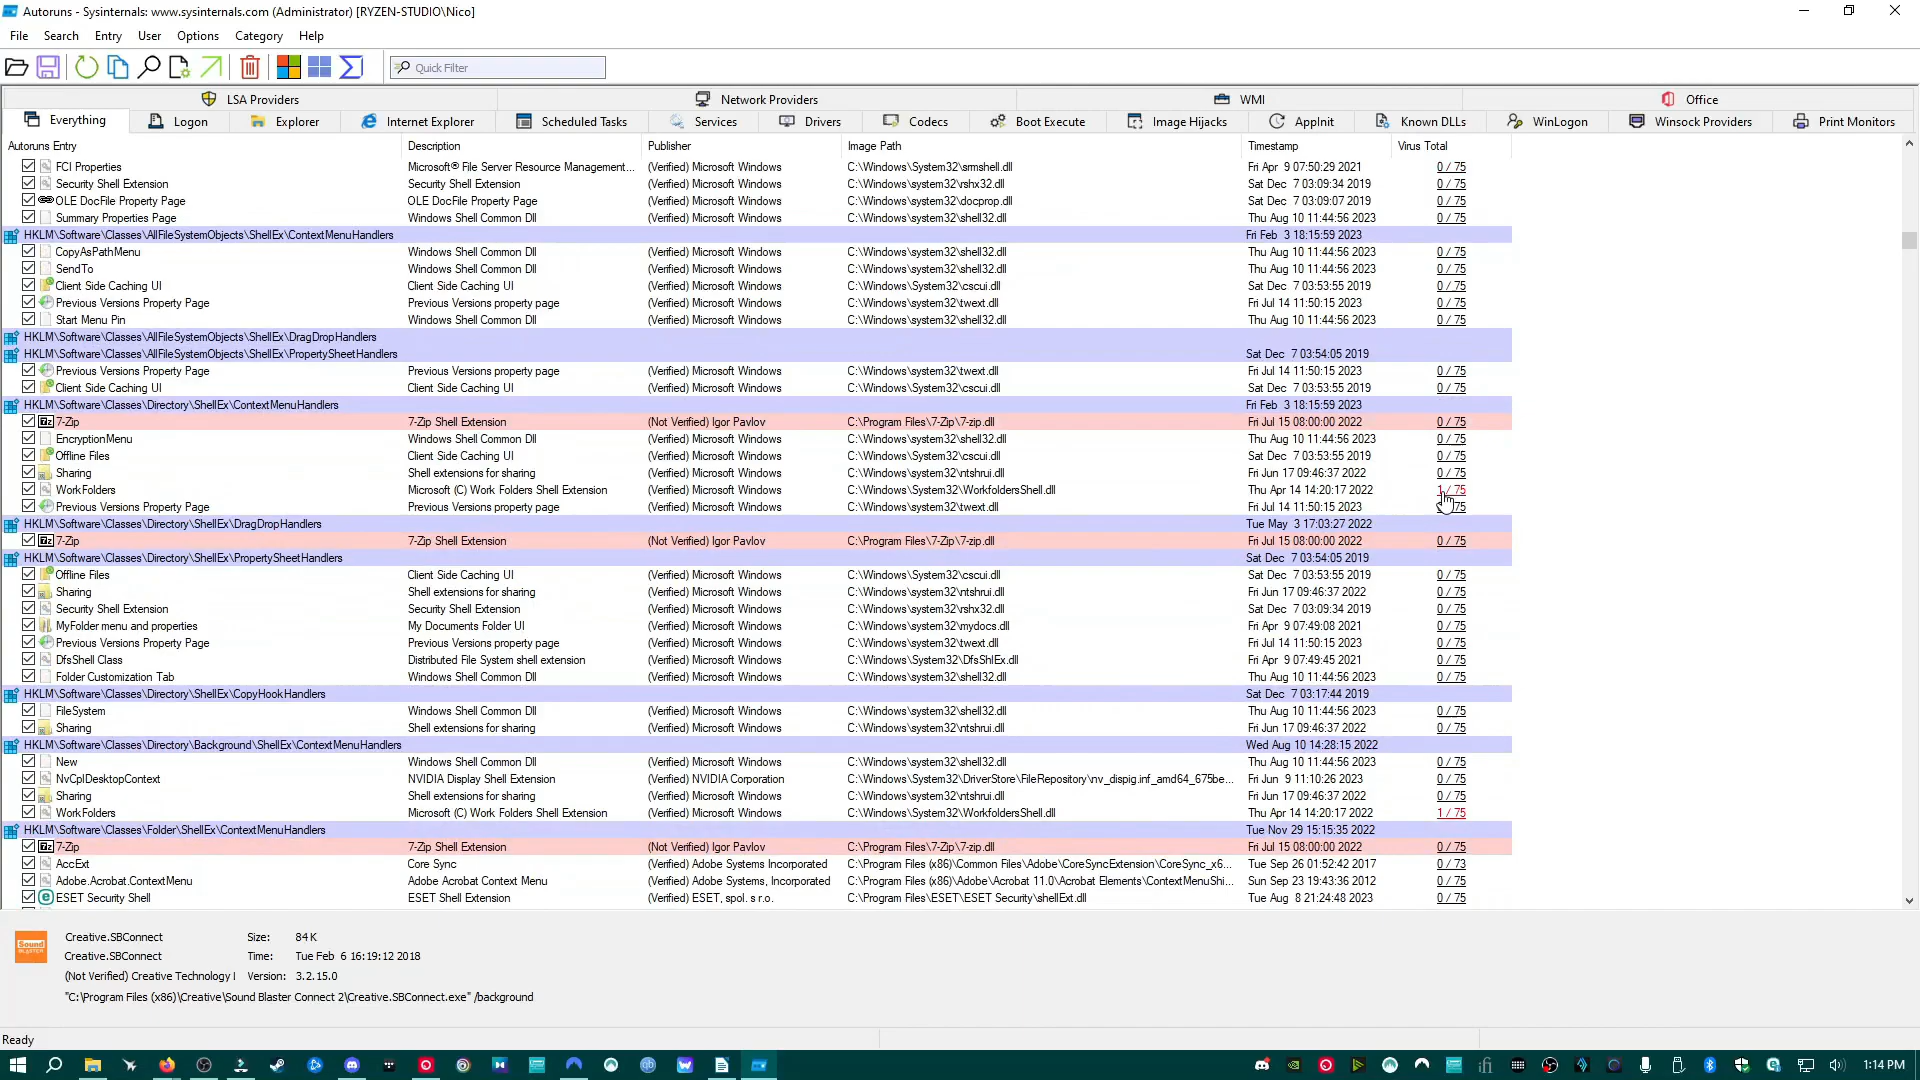 Autoruns - Sysinternals: www.sysinternals.com (Administrator) [RYZEN-STUDIO\Nico]
File Search Entry User Options Category Help
Quick Filter
LSA Providers Network Providers WMI Office
Everything Logon Explorer Internet Explorer Scheduled Tasks Services Drivers Codecs Boot Execute Image Hijacks AppInit Known DLLs WinLogon Winsock Providers Print Monitors
Autoruns Entry Description Publisher Image Path Timestamp Virus Total
FCI Properties Microsoft® File Server Resource Management... (Verified) Microsoft Windows C:\Windows\System32\srmshell.dll Fri Apr 9 07:50:29 2021 0 / 75
Security Shell Extension Security Shell Extension (Verified) Microsoft Windows C:\Windows\system32\rshx32.dll Sat Dec 7 03:09:34 2019 0 / 75
OLE DocFile Property Page OLE DocFile Property Page (Verified) Microsoft Windows C:\Windows\system32\docprop.dll Sat Dec 7 03:09:07 2019 0 / 75
Summary Properties Page Windows Shell Common Dll (Verified) Microsoft Windows C:\Windows\system32\shell32.dll Thu Aug 10 11:44:56 2023 0 / 75
HKLM\Software\Classes\AllFileSystemObjects\ShellEx\ContextMenuHandlers Fri Feb 3 18:15:59 2023
CopyAsPathMenu Windows Shell Common Dll (Verified) Microsoft Windows C:\Windows\system32\shell32.dll Thu Aug 10 11:44:56 2023 0 / 75
SendTo Windows Shell Common Dll (Verified) Microsoft Windows C:\Windows\system32\shell32.dll Thu Aug 10 11:44:56 2023 0 / 75
Client Side Caching UI Client Side Caching UI (Verified) Microsoft Windows C:\Windows\System32\cscui.dll Sat Dec 7 03:53:55 2019 0 / 75
Previous Versions Property Page Previous Versions property page (Verified) Microsoft Windows C:\Windows\system32\twext.dll Fri Jul 14 11:50:15 2023 0 / 75
Start Menu Pin Windows Shell Common Dll (Verified) Microsoft Windows C:\Windows\system32\shell32.dll Thu Aug 10 11:44:56 2023 0 / 75
HKLM\Software\Classes\AllFileSystemObjects\ShellEx\DragDropHandlers
HKLM\Software\Classes\AllFileSystemObjects\ShellEx\PropertySheetHandlers Sat Dec 7 03:54:05 2019
Previous Versions Property Page Previous Versions property page (Verified) Microsoft Windows C:\Windows\system32\twext.dll Fri Jul 14 11:50:15 2023 0 / 75
Client Side Caching UI Client Side Caching UI (Verified) Microsoft Windows C:\Windows\System32\cscui.dll Sat Dec 7 03:53:55 2019 0 / 75
HKLM\Software\Classes\Directory\ShellEx\ContextMenuHandlers Fri Feb 3 18:15:59 2023
7-Zip 7-Zip Shell Extension (Not Verified) Igor Pavlov C:\Program Files\7-Zip\7-zip.dll Fri Jul 15 08:00:00 2022 0 / 75
EncryptionMenu Windows Shell Common Dll (Verified) Microsoft Windows C:\Windows\system32\shell32.dll Thu Aug 10 11:44:56 2023 0 / 75
Offline Files Client Side Caching UI (Verified) Microsoft Windows C:\Windows\System32\cscui.dll Sat Dec 7 03:53:55 2019 0 / 75
Sharing Shell extensions for sharing (Verified) Microsoft Windows C:\Windows\system32\ntshrui.dll Fri Jun 17 09:46:37 2022 0 / 75
WorkFolders Microsoft (C) Work Folders Shell Extension (Verified) Microsoft Windows C:\Windows\System32\WorkfoldersShell.dll Thu Apr 14 14:20:17 2022 1 / 75
Previous Versions Property Page Previous versions property page (Verified) Microsoft Windows C:\Windows\system32\twext.dll Fri Jul 14 11:50:15 2023 75
HKLM\Software\Classes\Directory\ShellEx\DragDropHandlers Tue May 3 17:03:27 2022
7-Zip 7-Zip Shell Extension (Not Verified) Igor Pavlov C:\Program Files\7-Zip\7-zip.dll Fri Jul 15 08:00:00 2022 0 / 75
HKLM\Software\Classes\Directory\ShellEx\PropertySheetHandlers Sat Dec 7 03:54:05 2019
Offline Files Client Side Caching UI (Verified) Microsoft Windows C:\Windows\System32\cscui.dll Sat Dec 7 03:53:55 2019 0 / 75
Sharing Shell extensions for sharing (Verified) Microsoft Windows C:\Windows\system32\ntshrui.dll Fri Jun 17 09:46:37 2022 0 / 75
Security Shell Extension Security Shell Extension (Verified) Microsoft Windows C:\Windows\system32\rshx32.dll Sat Dec 7 03:09:34 2019 0 / 75
MyFolder menu and properties My Documents Folder UI (Verified) Microsoft Windows C:\Windows\system32\mydocs.dll Fri Apr 9 07:49:08 2021 0 / 75
Previous Versions Property Page Previous Versions property page (Verified) Microsoft Windows C:\Windows\system32\twext.dll Fri Jul 14 11:50:15 2023 0 / 75
DfsShell Class Distributed File System shell extension (Verified) Microsoft Windows C:\Windows\System32\DfsShlEx.dll Fri Apr 9 07:49:45 2021 0 / 75
Folder Customization Tab Windows Shell Common Dll (Verified) Microsoft Windows C:\Windows\system32\shell32.dll Thu Aug 10 11:44:56 2023 0 / 75
HKLM\Software\Classes\Directory\ShellEx\CopyHookHandlers Sat Dec 7 03:17:44 2019
FileSystem Windows Shell Common Dll (Verified) Microsoft Windows C:\Windows\system32\shell32.dll Thu Aug 10 11:44:56 2023 0 / 75
Sharing Shell extensions for sharing (Verified) Microsoft Windows C:\Windows\system32\ntshrui.dll Fri Jun 17 09:46:37 2022 0 / 75
HKLM\Software\Classes\Directory\Background\ShellEx\ContextMenuHandlers Wed Aug 10 14:28:15 2022
New Windows Shell Common Dll (Verified) Microsoft Windows C:\Windows\system32\shell32.dll Thu Aug 10 11:44:56 2023 0 / 75
NvCplDesktopContext NVIDIA Display Shell Extension (Verified) NVIDIA Corporation C:\Windows\System32\DriverStore\FileRepository\nv_dispig.inf_amd64_675be... Fri Jun 9 11:10:26 2023 0 / 75
Sharing Shell extensions for sharing (Verified) Microsoft Windows C:\Windows\system32\ntshrui.dll Fri Jun 17 09:46:37 2022 0 / 75
WorkFolders Microsoft (C) Work Folders Shell Extension (Verified) Microsoft Windows C:\Windows\System32\WorkfoldersShell.dll Thu Apr 14 14:20:17 2022 1 / 75
HKLM\Software\Classes\Folder\ShellEx\ContextMenuHandlers Tue Nov 29 15:15:35 2022
7-Zip 7-Zip Shell Extension (Not Verified) Igor Pavlov C:\Program Files\7-Zip\7-zip.dll Fri Jul 15 08:00:00 2022 0 / 75
AccExt Core Sync (Verified) Adobe Systems Incorporated C:\Program Files (x86)\Common Files\Adobe\CoreSyncExtension\CoreSync_x6... Tue Sep 26 01:52:42 2017 0 / 73
Adobe.Acrobat.ContextMenu Adobe Acrobat Context Menu (Verified) Adobe Systems, Incorporated C:\Program Files (x86)\Adobe\Acrobat 11.0\Acrobat Elements\ContextMenuShi... Sun Sep 23 19:43:36 2012 0 / 75
ESET Security Shell ESET Shell Extension (Verified) ESET, spol. s r.o. C:\Program Files\ESET\ESET Security\shellExt.dll Tue Aug 8 21:24:48 2023 0 / 75
Creative.SBConnect Size: 84 K
Creative.SBConnect Time: Tue Feb 6 16:19:12 2018
(Not Verified) Creative Technology l Version: 3.2.15.0
"C:\Program Files (x86)\Creative\Sound Blaster Connect 2\Creative.SBConnect.exe" /background
Ready
1:14 PM